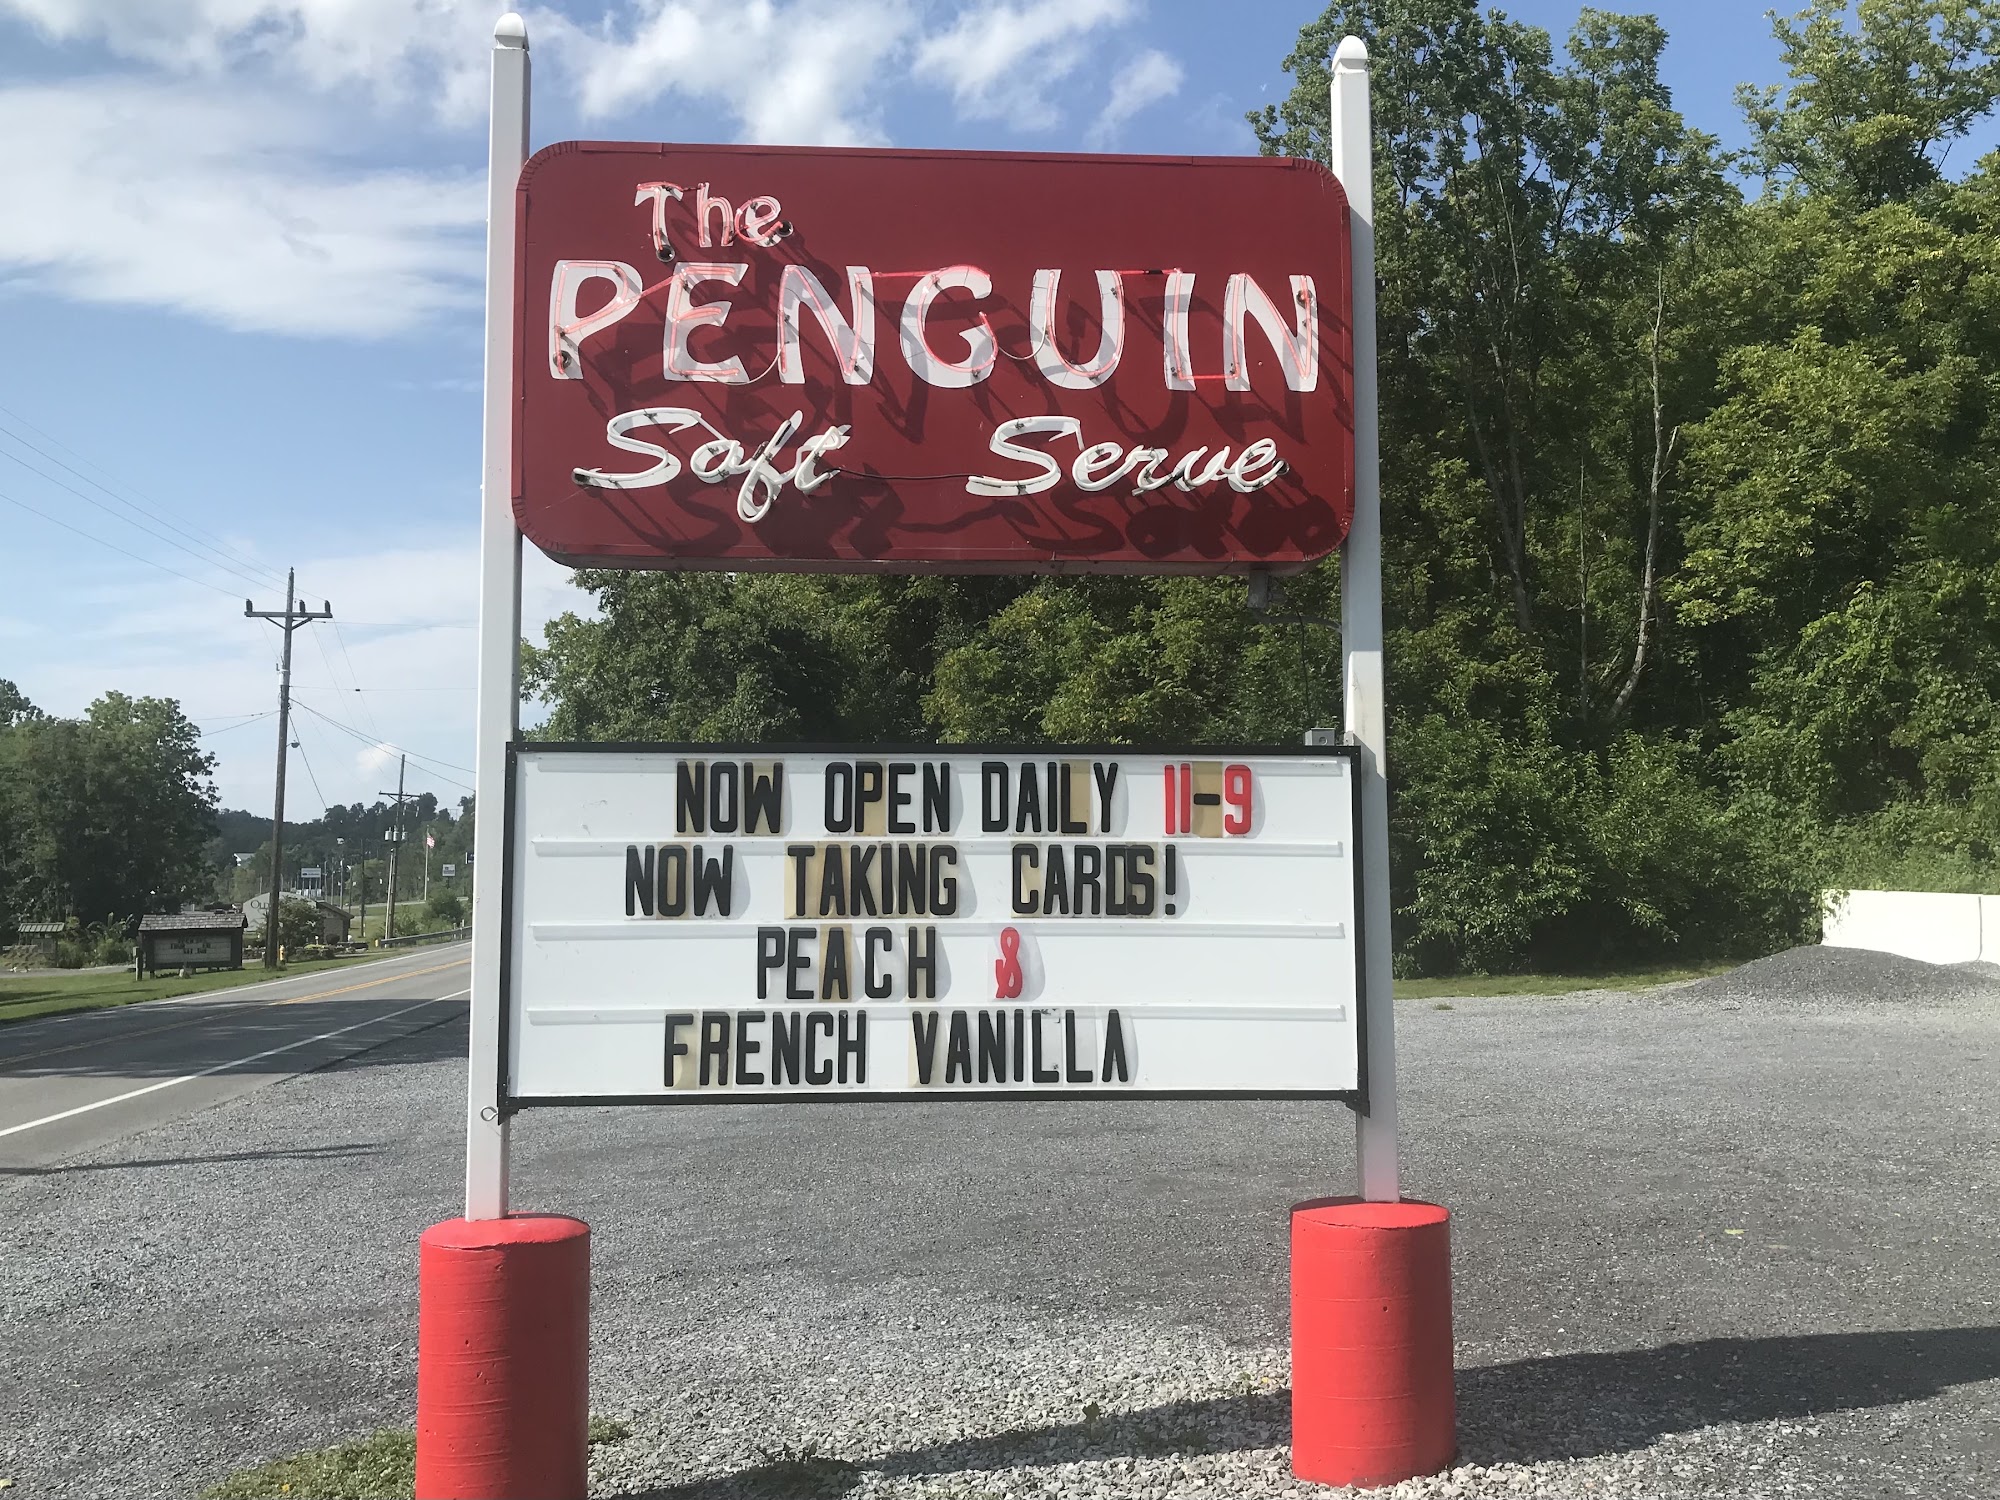 The
PENGUIN
Soft Serve
NOW OPEN DAILY 11-9
NOW TAKING CARDS!
PEACH &
FRENCH VANILLA